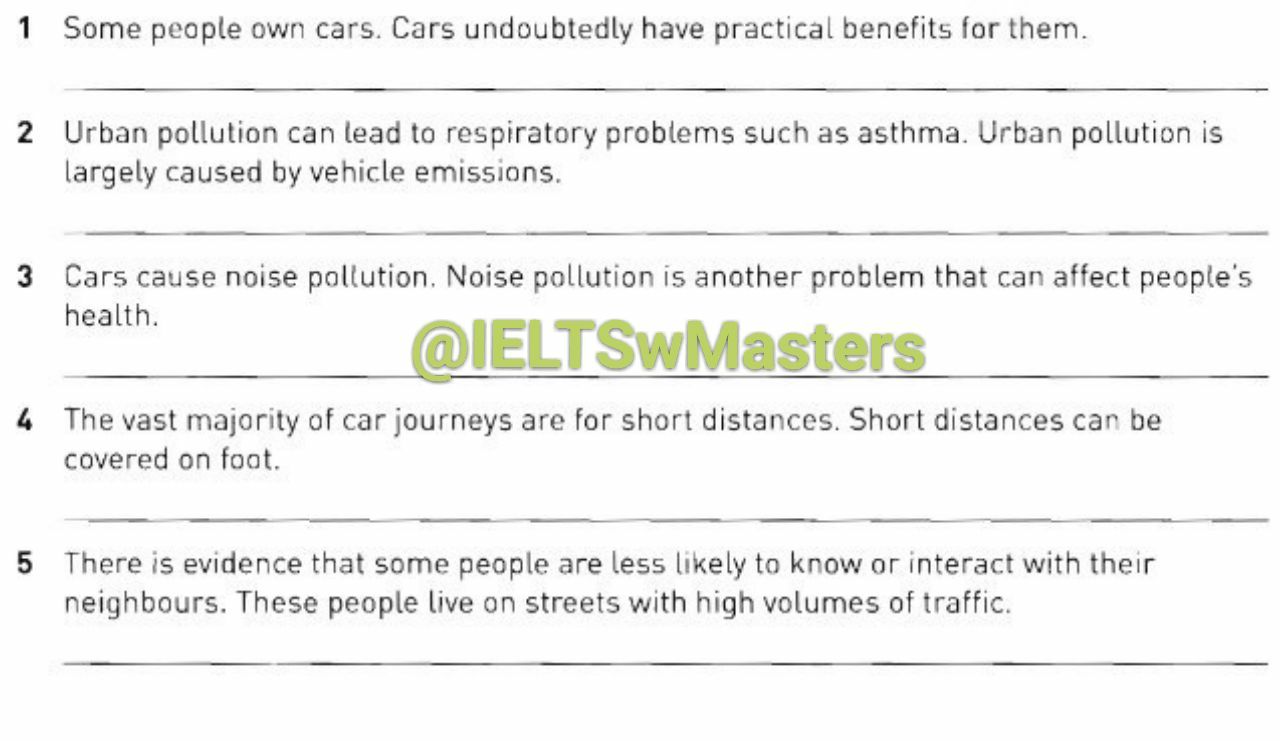 1 Some people own cars. Cars undoubtedly have practical benefits for them.
2 Urban pollution can lead to respiratory problems such as asthma. Urban pollution is
largely caused by vehicle emissions.
3 Cars cause noise pollution. Noise pollution is another problem that can affect people's
health.
@IELTSwMasters
4 The vast majority of car journeys are for short distances. Short distances can be
covered on foot.
5 There is evidence that some people are less likely to know or interact with their
neighbours. These people live on streets with high volumes of traffic.